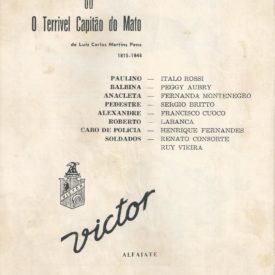 ou
O Terrivel Capitão do Mato
de Luiz Carlos Martins Pena
1815-1848
PAULINO — ITALO ROSSI
BALBINA — PEGGY AUBRY
ANACLETA — FERNANDA MONTENEGRO
PEDESTRE — SERGIO BRITTO
ALEXANDRE — FRANCISCO CUOCO
ROBERTO — LABANCA
CABO DE POLICIA — HENRIQUE FERNANDES
SOLDADOS — RENATO CONSORTE
RUY VIEIRA
victor
ALFAIATE